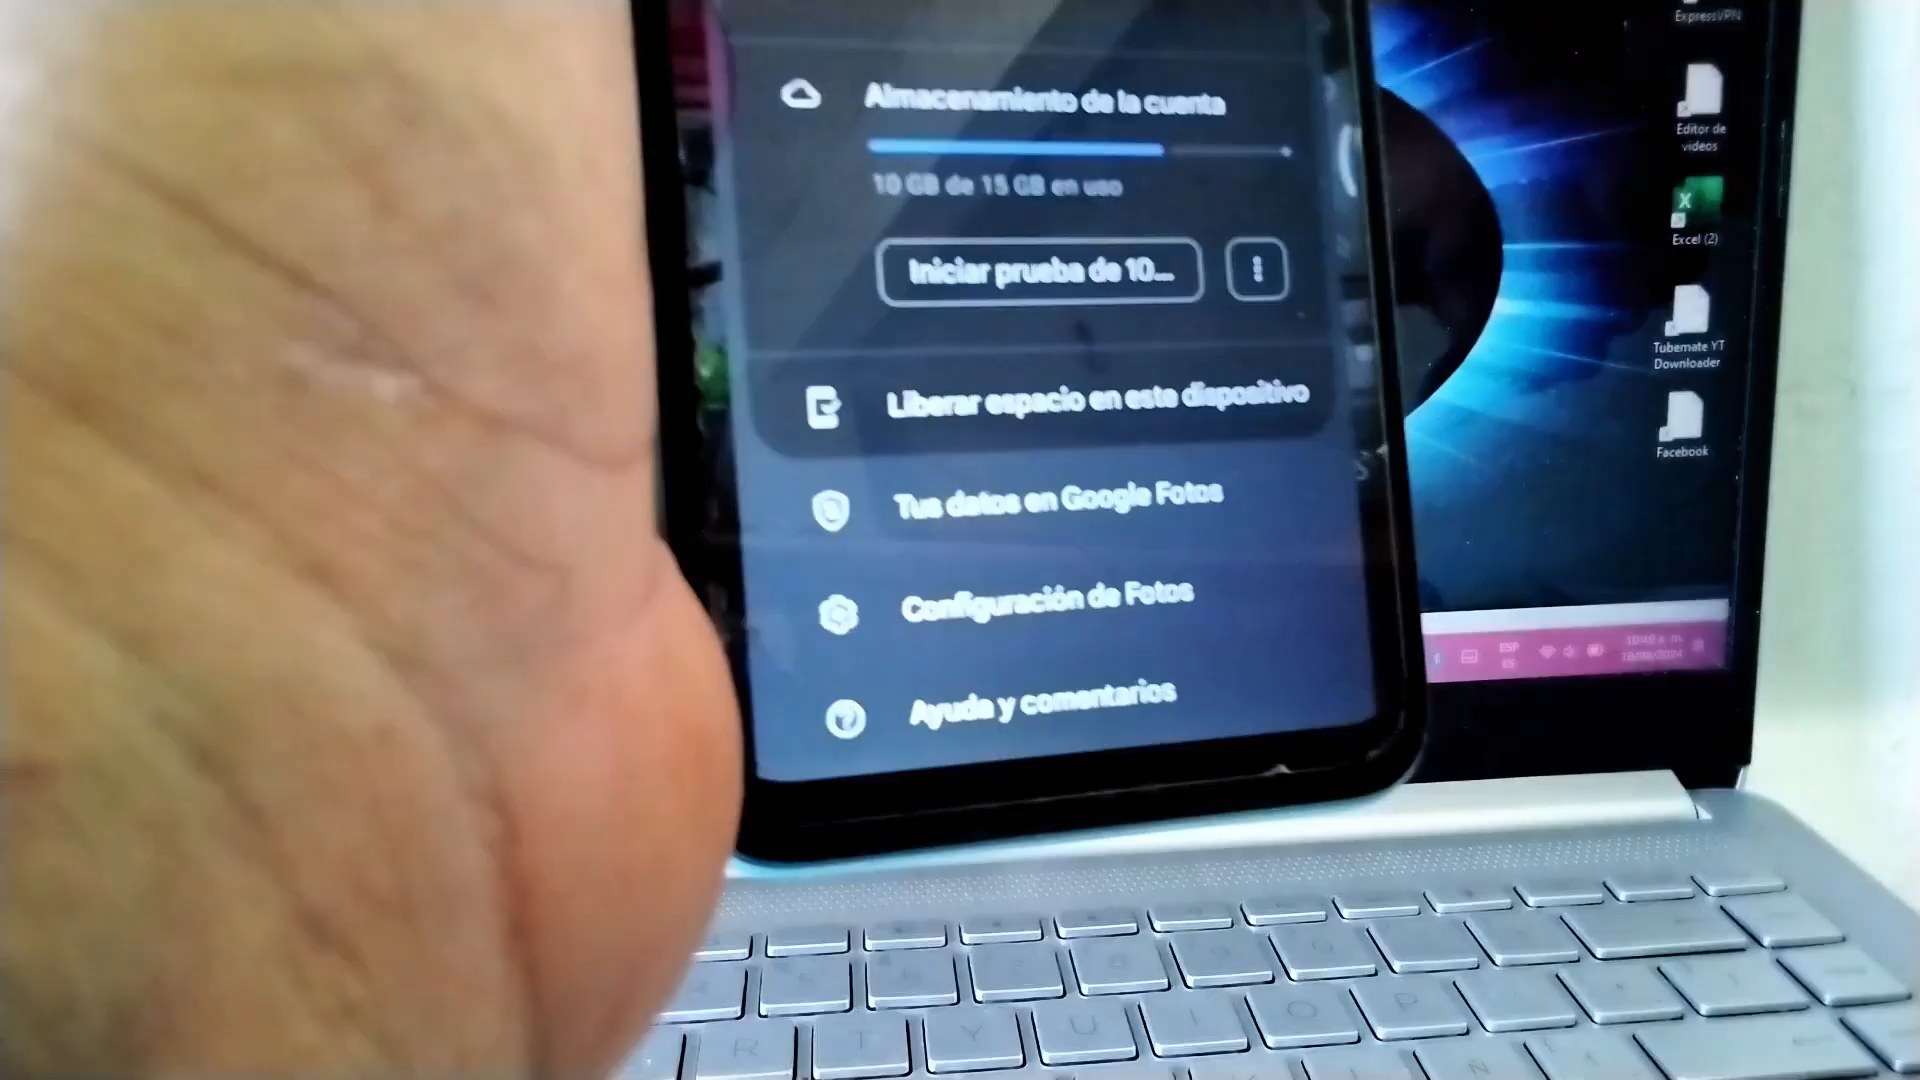 Almacenamiento de la cuenta
10 GB de 15 GB en uso
Iniciar prueba de 10...
Liberar espacio en este dispositivo
Tus datos en Google Fotos
Configuración de Fotos
Ayuda y comentarios
ExpressVPN
Editor de
videos
Excel (2)
Tubemate YT
Downloader
Facebook
ESP
ES
R
T
Y
U
I
O
P